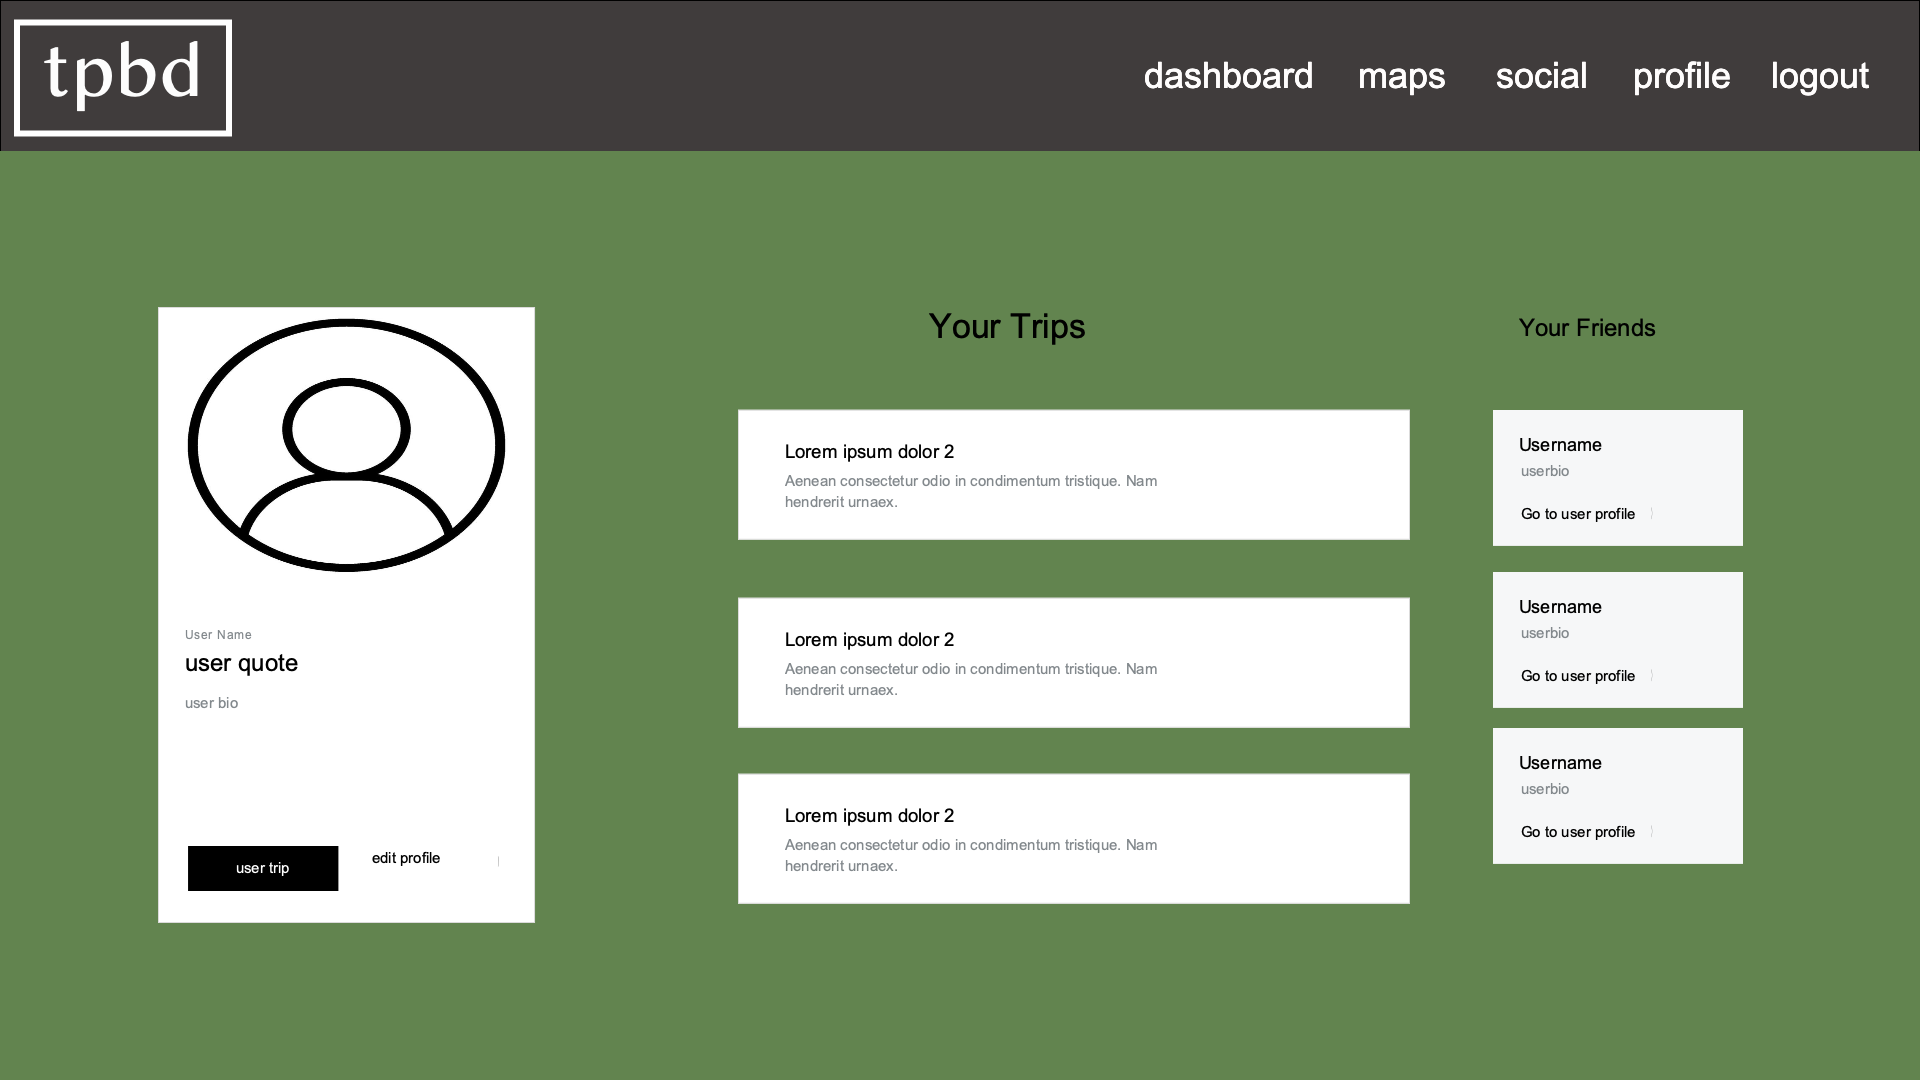 tpbd
dashboard maps social profile logout
User Name
user quote
user bio
user trip
edit profile
Your Trips
Lorem ipsum dolor 2
Aenean consectetur odio in condimentum tristique. Nam
hendrerit urnaex.
Lorem ipsum dolor 2
Aenean consectetur odio in condimentum tristique. Nam
hendrerit urnaex.
Lorem ipsum dolor 2
Aenean consectetur odio in condimentum tristique. Nam
hendrerit urnaex.
Your Friends
Username
userbio
Go to user profile
Username
userbio
Go to user profile
Username
userbio
Go to user profile